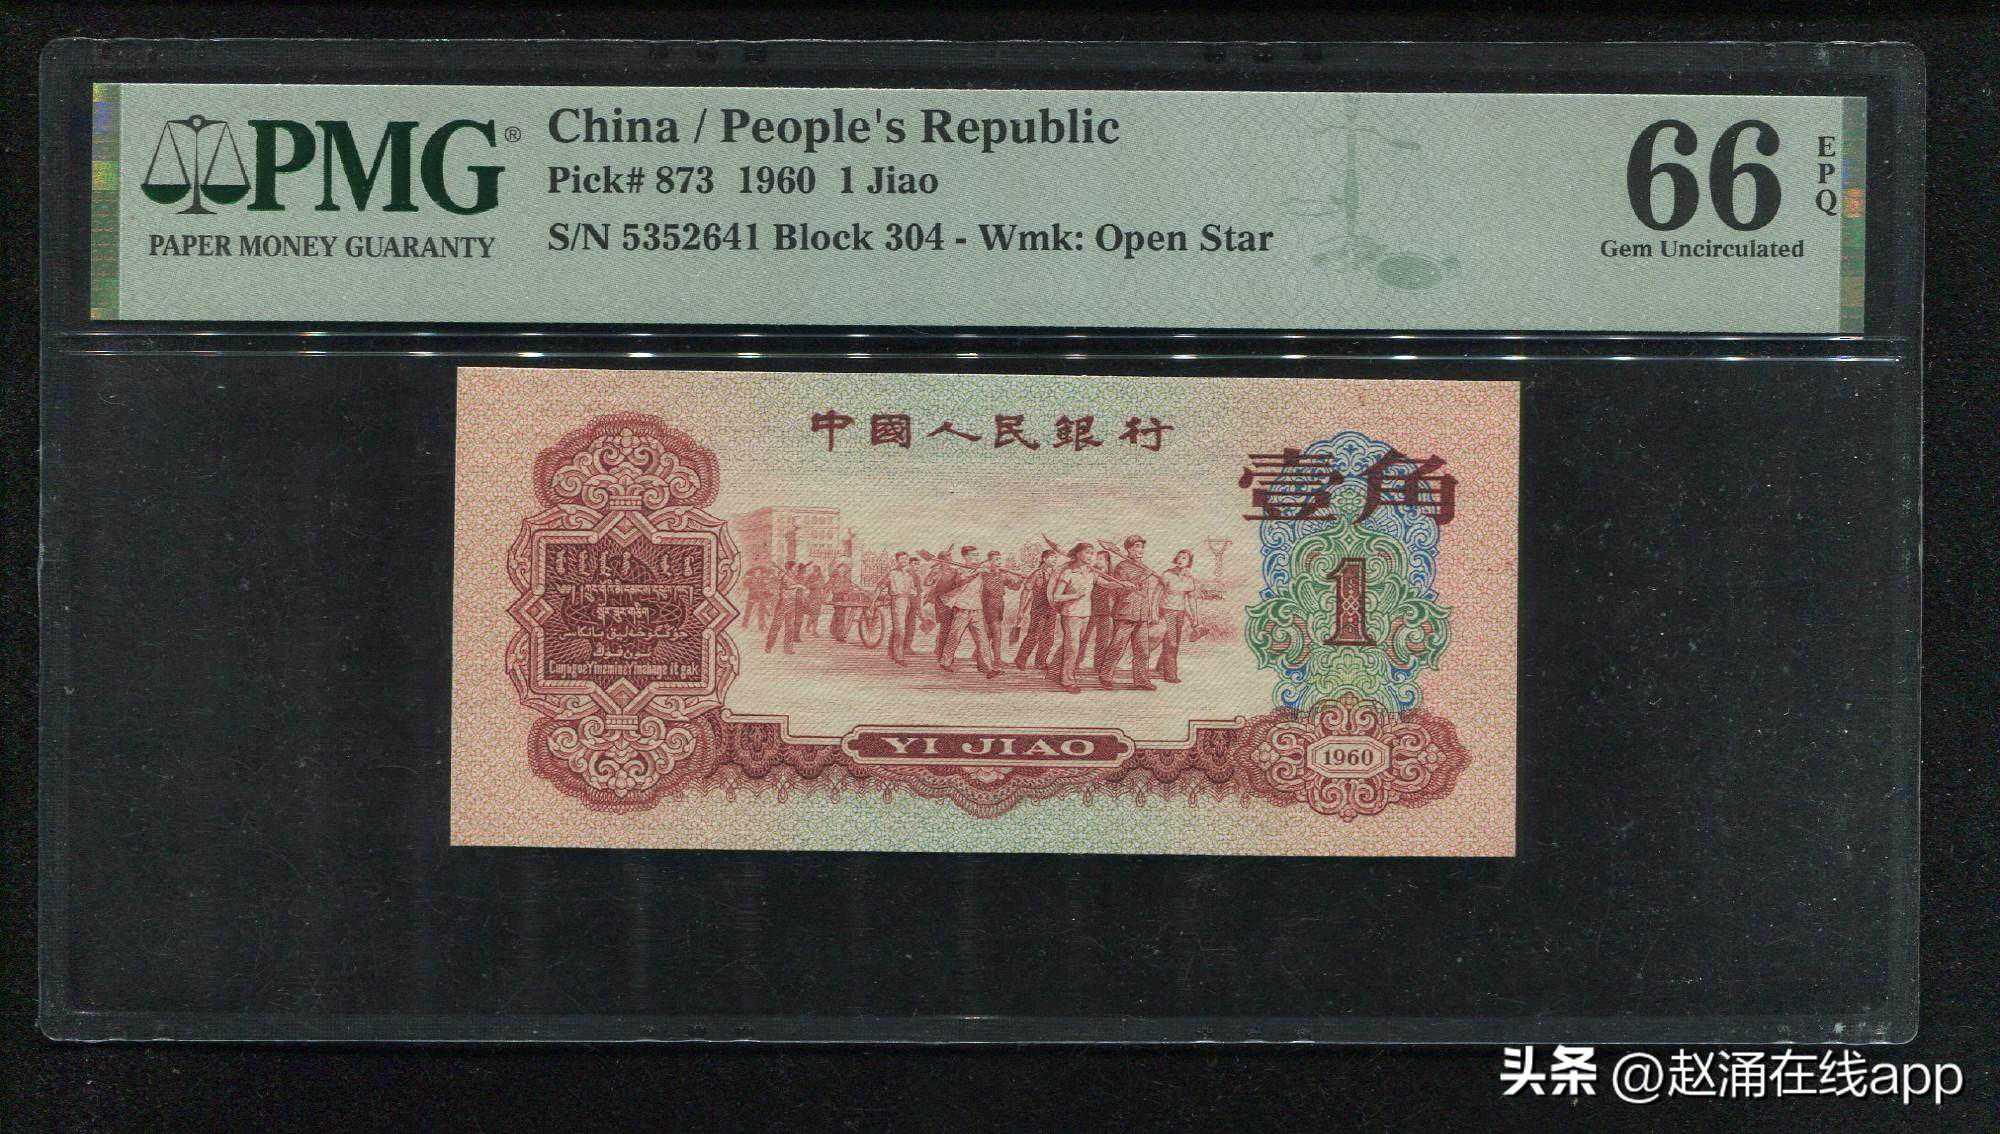 PMG®
PAPER MONEY GUARANTY
China / People's Republic
Pick# 873 1960 1 Jiao
S/N 5352641 Block 304 - Wmk: Open Star
66
EPQ
Gem Uncirculated
中國人民銀行
壹角
1
YI JIAO
1960
头条 @赵涌在线app